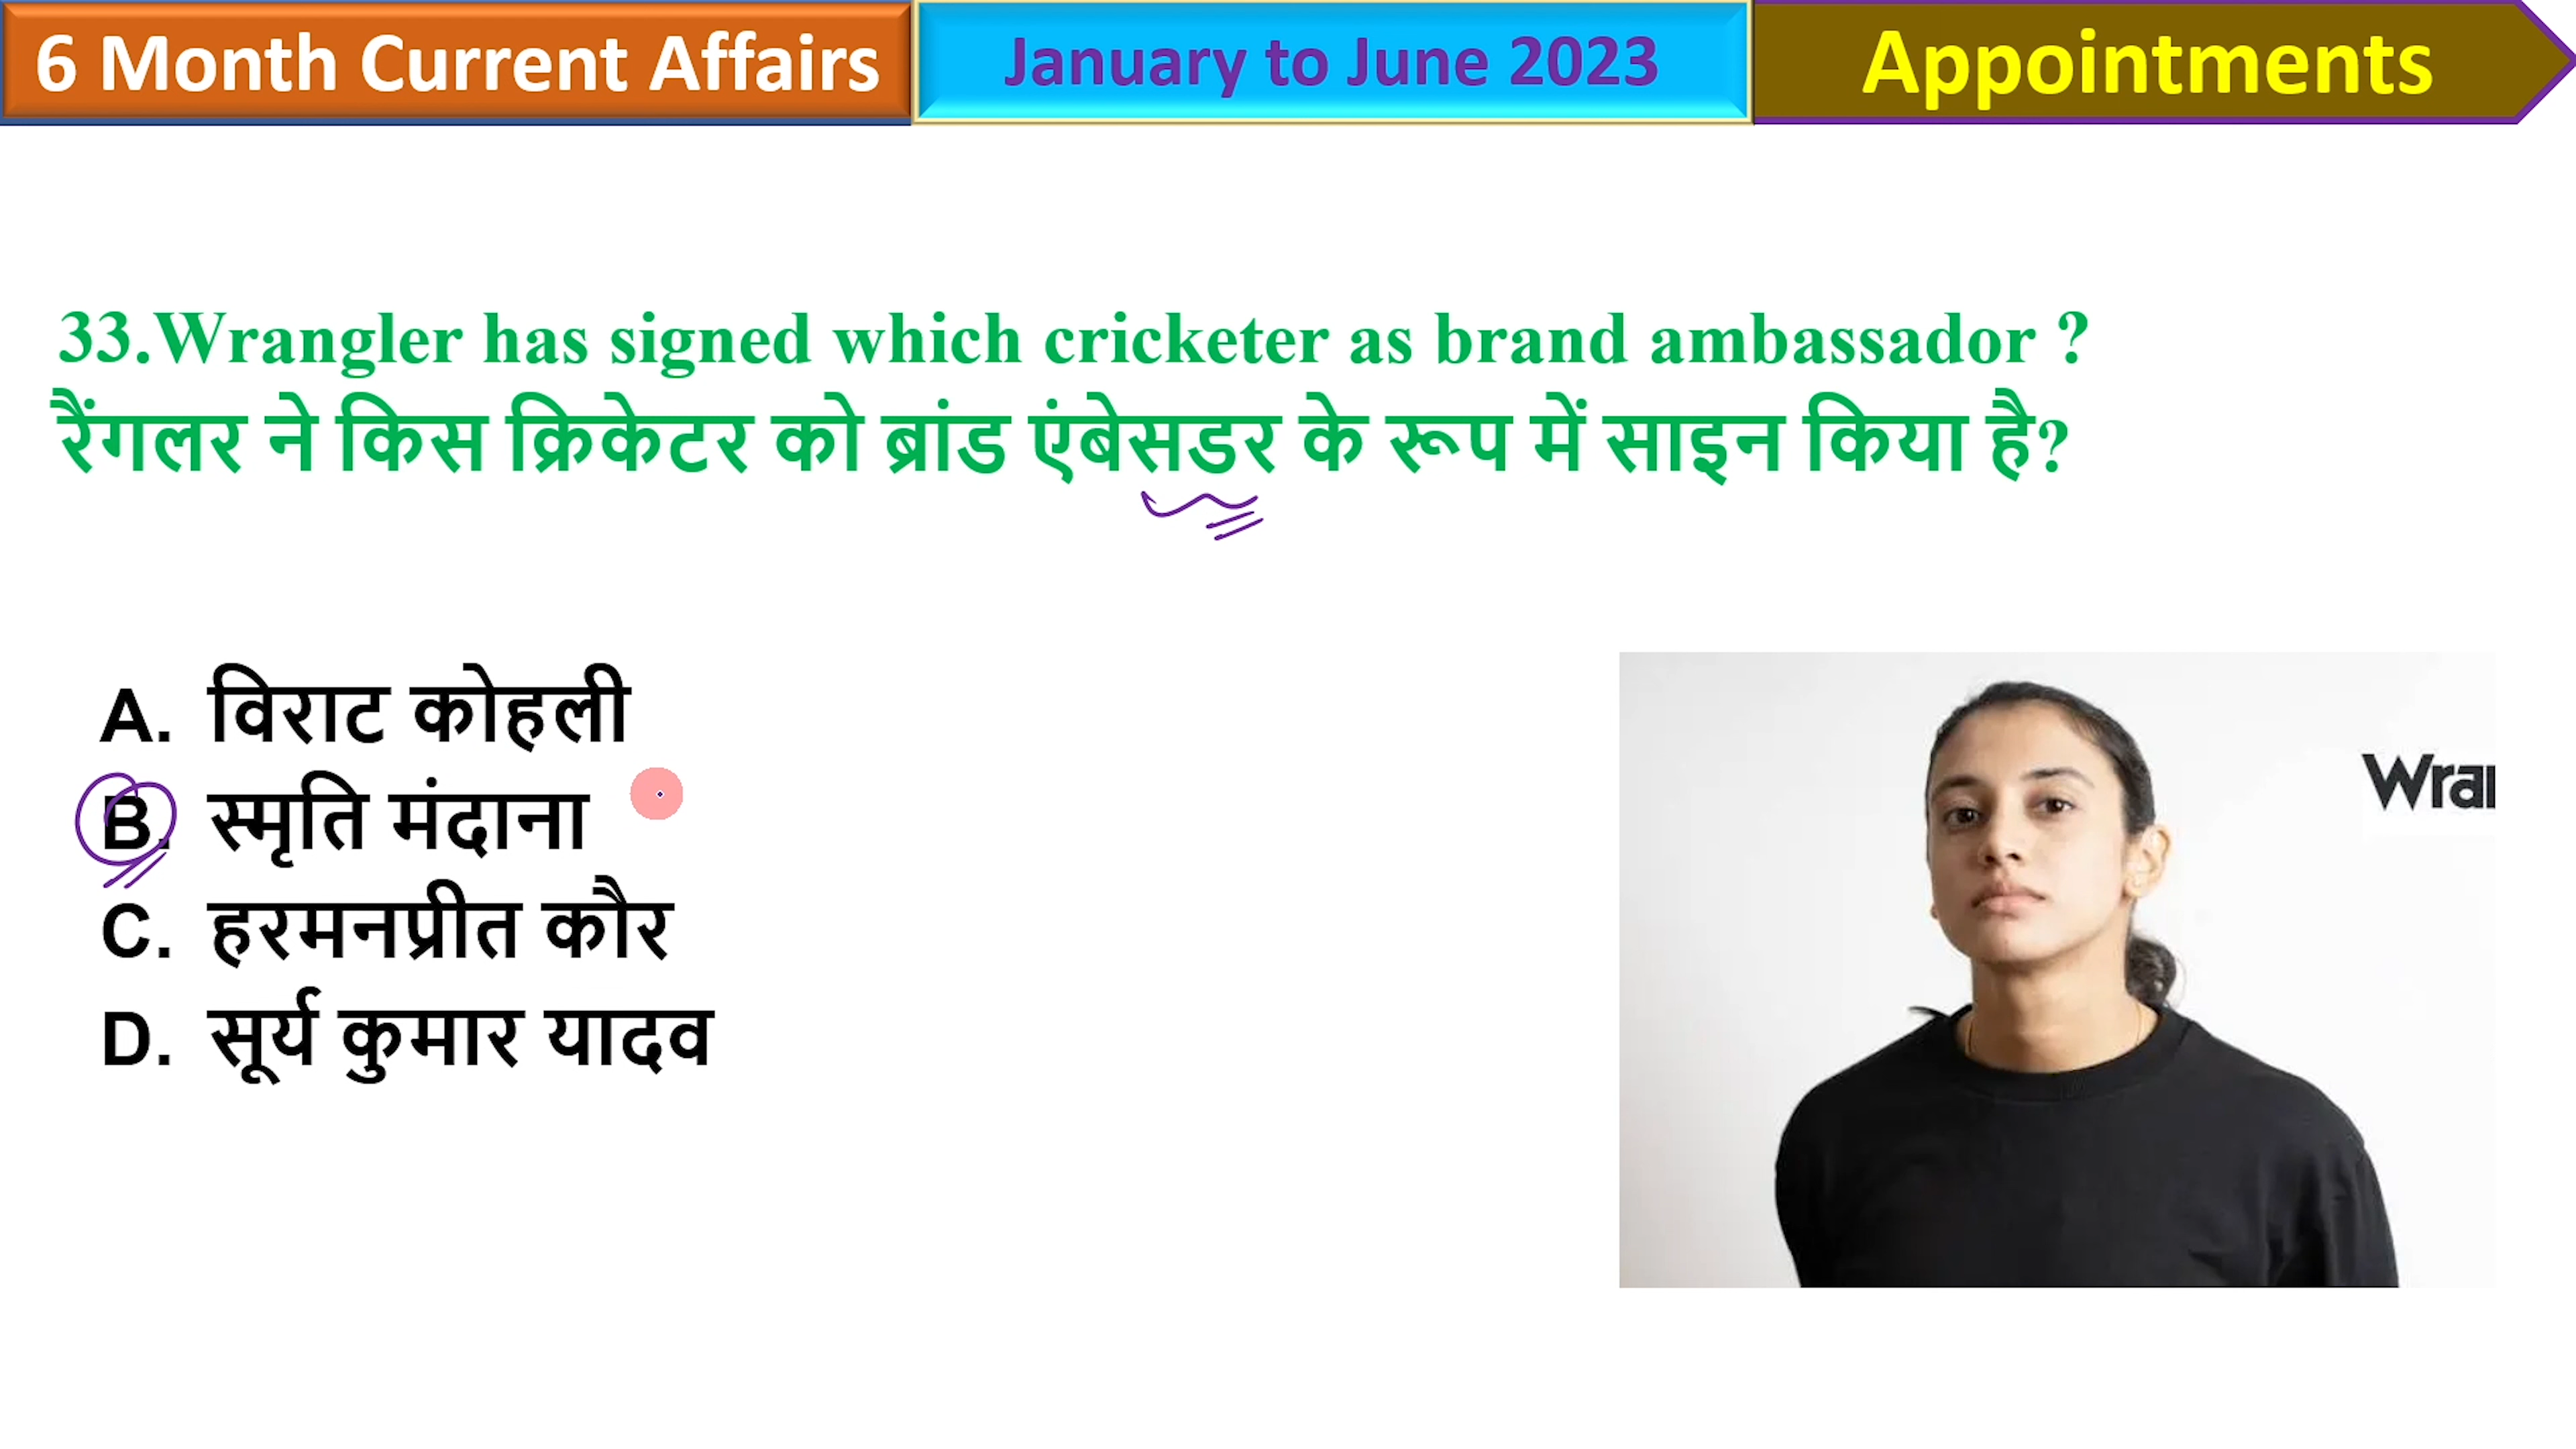 6 Month Current Affairs
January to June 2023
Appointments
33.Wrangler has signed which cricketer as brand ambassador ?
रैंगलर ने किस क्रिकेटर को ब्रांड एंबेसडर के रूप में साइन किया है?
A. विराट कोहली
B. स्मृति मंदाना
C. हरमनप्रीत कौर
D. सूर्य कुमार यादव
Wra